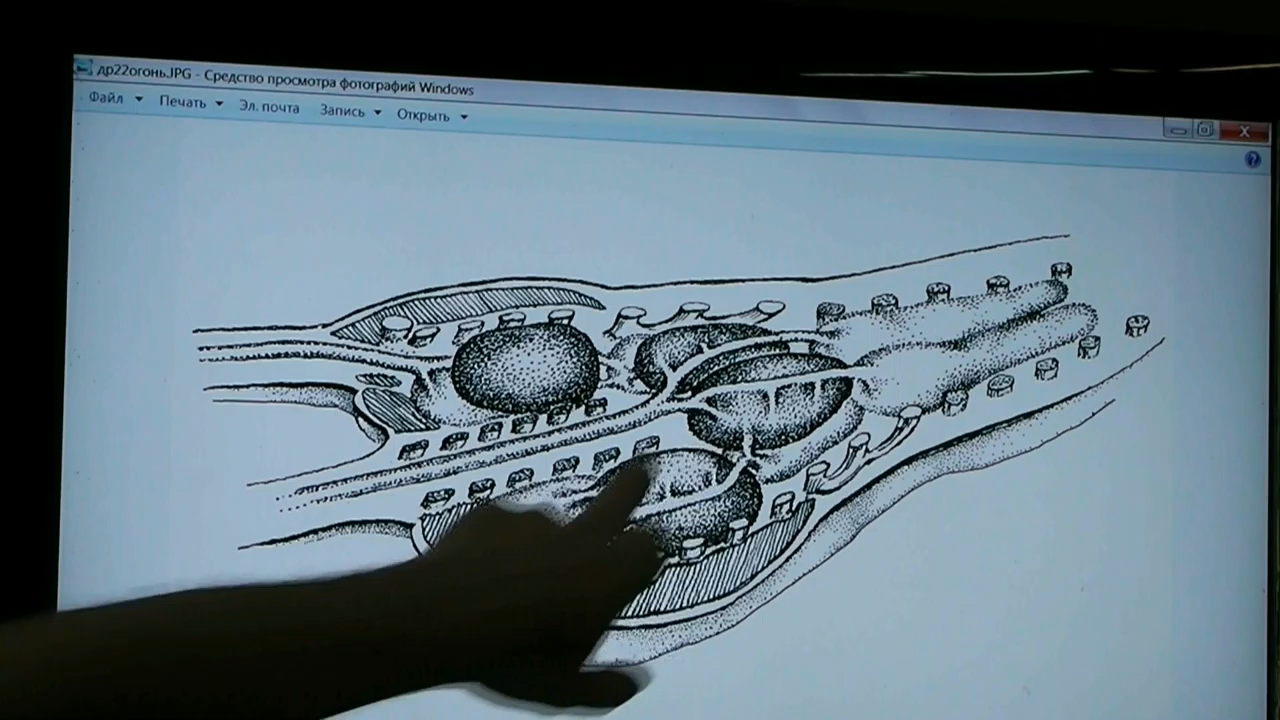 др22огонь.JPG - Средство просмотра фотографий Windows
Файл Печать Эл. почта Запись Открыть